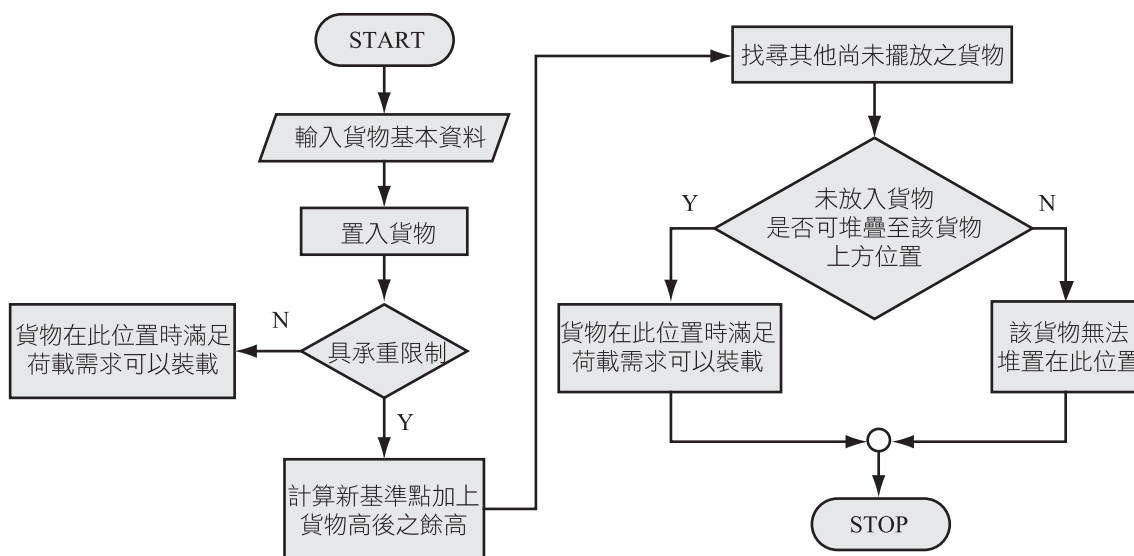 START
輸入貨物基本資料
置入貨物
具承重限制
N
貨物在此位置時滿足
荷載需求可以裝載
Y
計算新基準點加上
貨物高後之餘高
找尋其他尚未擺放之貨物
未放入貨物
是否可堆疊至該貨物
上方位置
Y
N
貨物在此位置時滿足
荷載需求可以裝載
該貨物無法
堆置在此位置
STOP